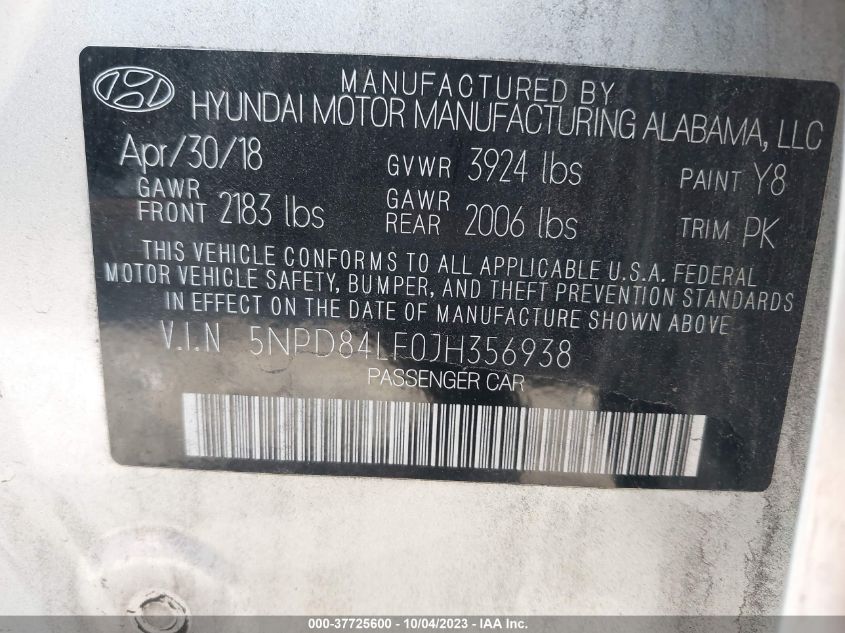 MANUFACTURED BY
HYUNDAI MOTOR MANUFACTURING ALABAMA, LLC
Apr/30/18 GVWR 3924 lbs PAINT Y8
GAWR FRONT 2183 lbs GAWR REAR 2006 lbs TRIM PK
THIS VEHICLE CONFORMS TO ALL APPLICABLE U.S.A. FEDERAL
MOTOR VEHICLE SAFETY, BUMPER, AND THEFT PREVENTION STANDARDS
IN EFFECT ON THE DATE OF MANUFACTURE SHOWN ABOVE.
V.I.N 5NPD84LF0JH356938
PASSENGER CAR
000-37725600 - 10/04/2023 - IAAI.com